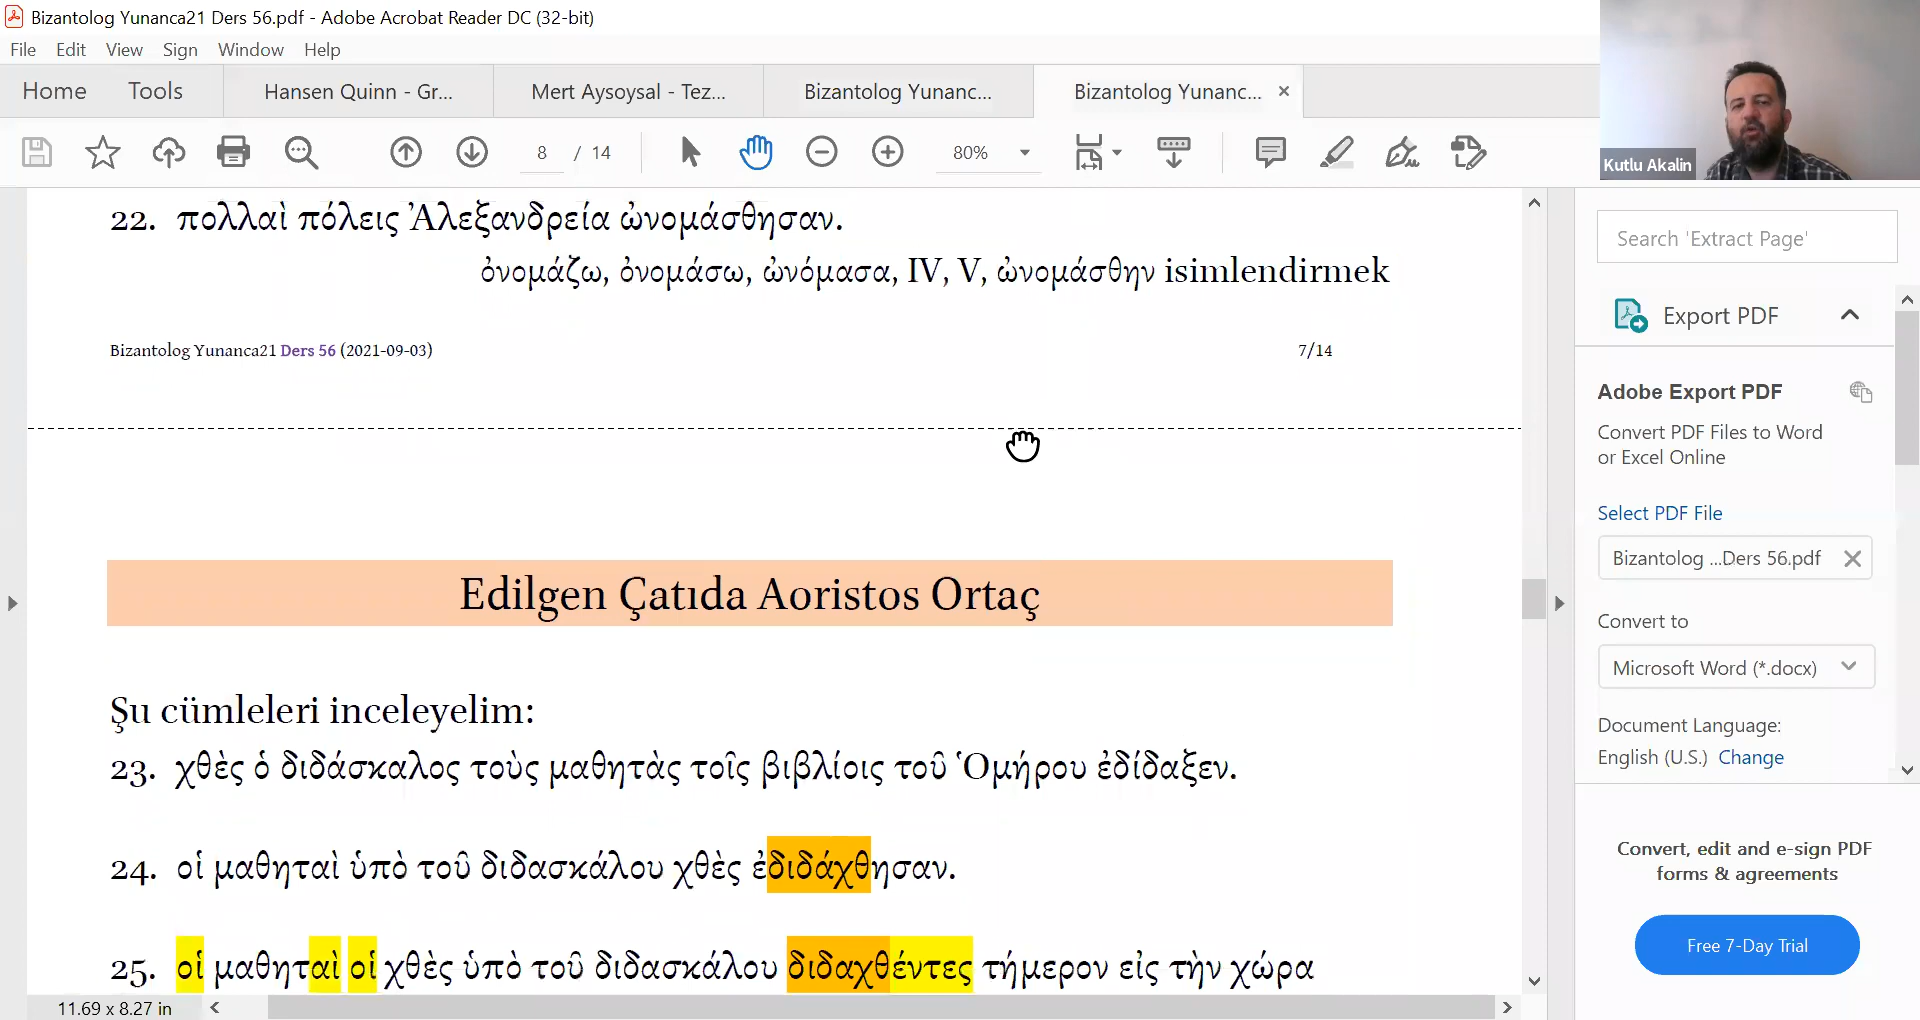 Bizantolog Yunanca21 Ders 56.pdf - Adobe Acrobat Reader DC (32-bit)
File Edit View Sign Window Help
Home Tools Hansen Quinn - Gr... Mert Aysoysal - Tez... Bizantolog Yunanc... Bizantolog Yunanc... ×
8 / 14 80%
Kutlu Akalin
22. πολλαὶ πόλεις Ἀλεξανδρεία ὠνομάσθησαν.
ὀνομάζω, ὀνομάσω, ὠνόμασα, IV, V, ὠνομάσθην isimlendirmek
Bizantolog Yunanca21 Ders 56 (2021-09-03) 7/14
Edilgen Çatıda Aoristos Ortaç
Şu cümleleri inceleyelim:
23. χθὲς ὁ διδάσκαλος τοὺς μαθητὰς τοῖς βιβλίοις τοῦ Ὁμήρου ἐδίδαξεν.
24. οἱ μαθηταὶ ὑπὸ τοῦ διδασκάλου χθὲς ἐδιδάχθησαν.
25. οἱ μαθηταὶ οἱ χθὲς ὑπὸ τοῦ διδασκάλου διδαχθέντες τήμερον εἰς τὴν χώρα
11.69 x 8.27 in
Search 'Extract Page'
Export PDF
Adobe Export PDF
Convert PDF Files to Word
or Excel Online
Select PDF File
Bizantolog ...Ders 56.pdf
Convert to
Microsoft Word (*.docx)
Document Language:
English (U.S.) Change
Convert, edit and e-sign PDF
forms & agreements
Free 7-Day Trial